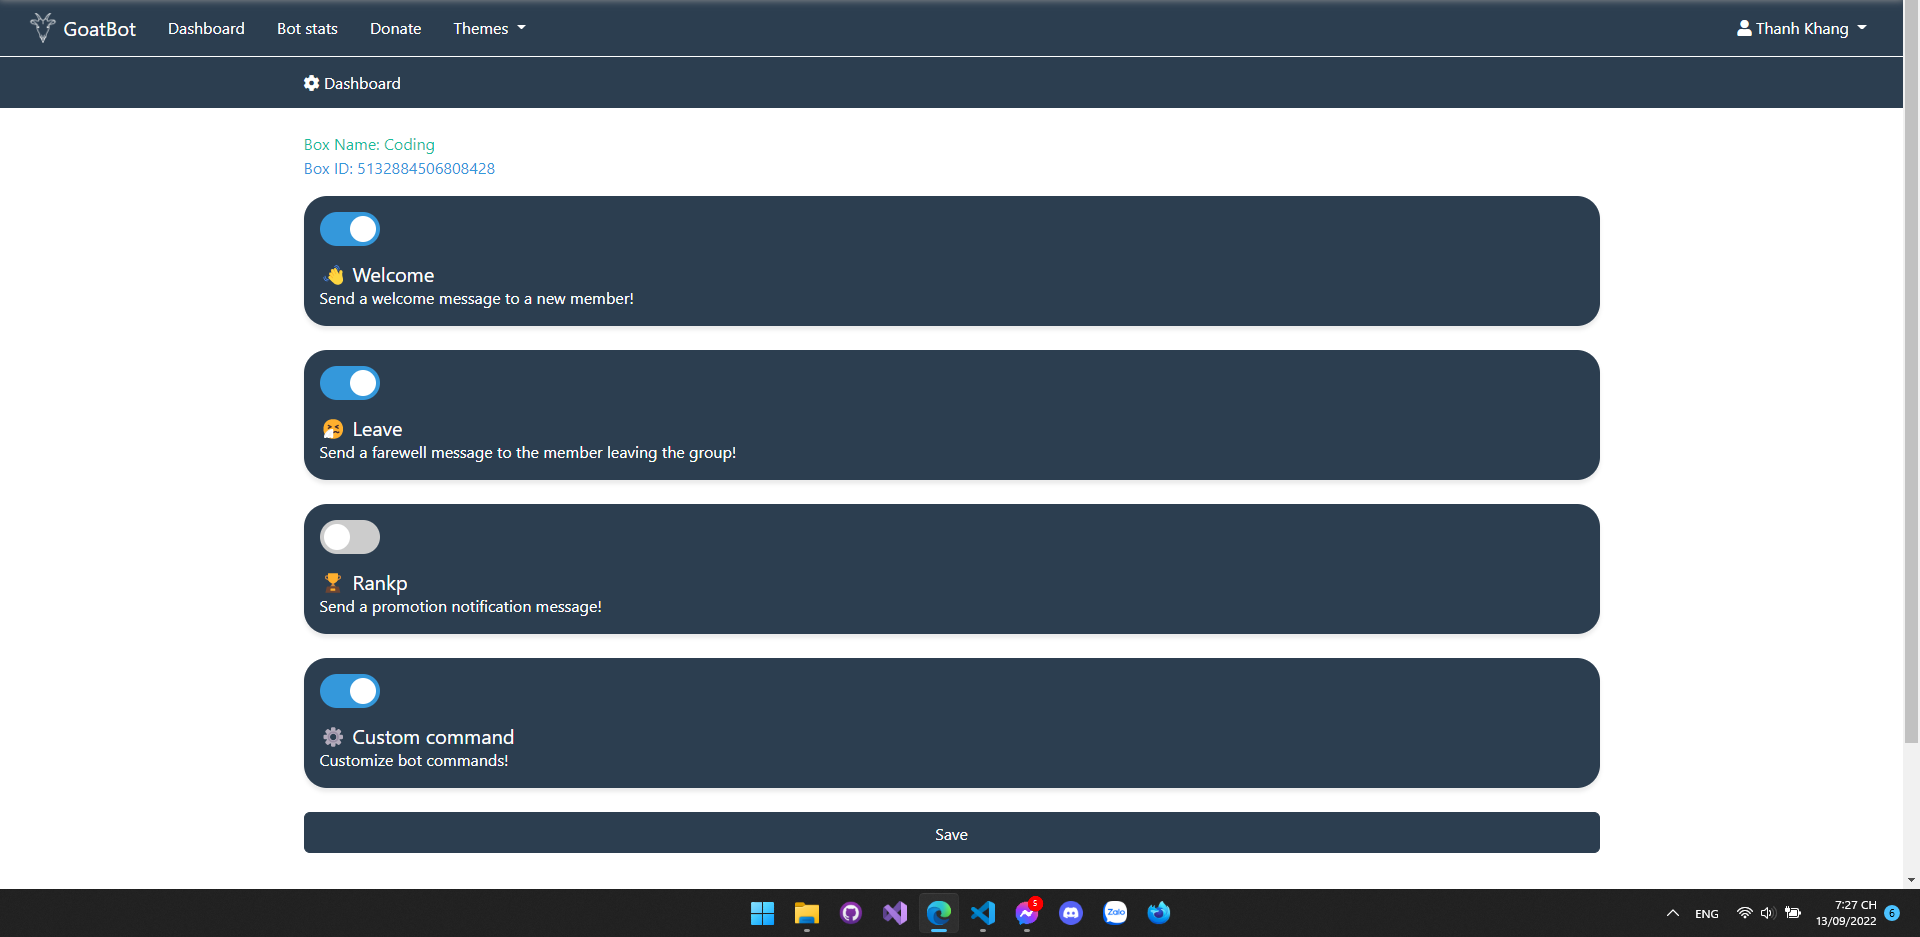 GoatBot Dashboard Bot stats Donate Themes Thanh Khang
Dashboard
Box Name: Coding
Box ID: 5132884506808428
Welcome
Send a welcome message to a new member!
Leave
Send a farewell message to the member leaving the group!
Rankp
Send a promotion notification message!
Custom command
Customize bot commands!
Save
5
Zalo
ENG
7:27 CH
13/09/2022
6